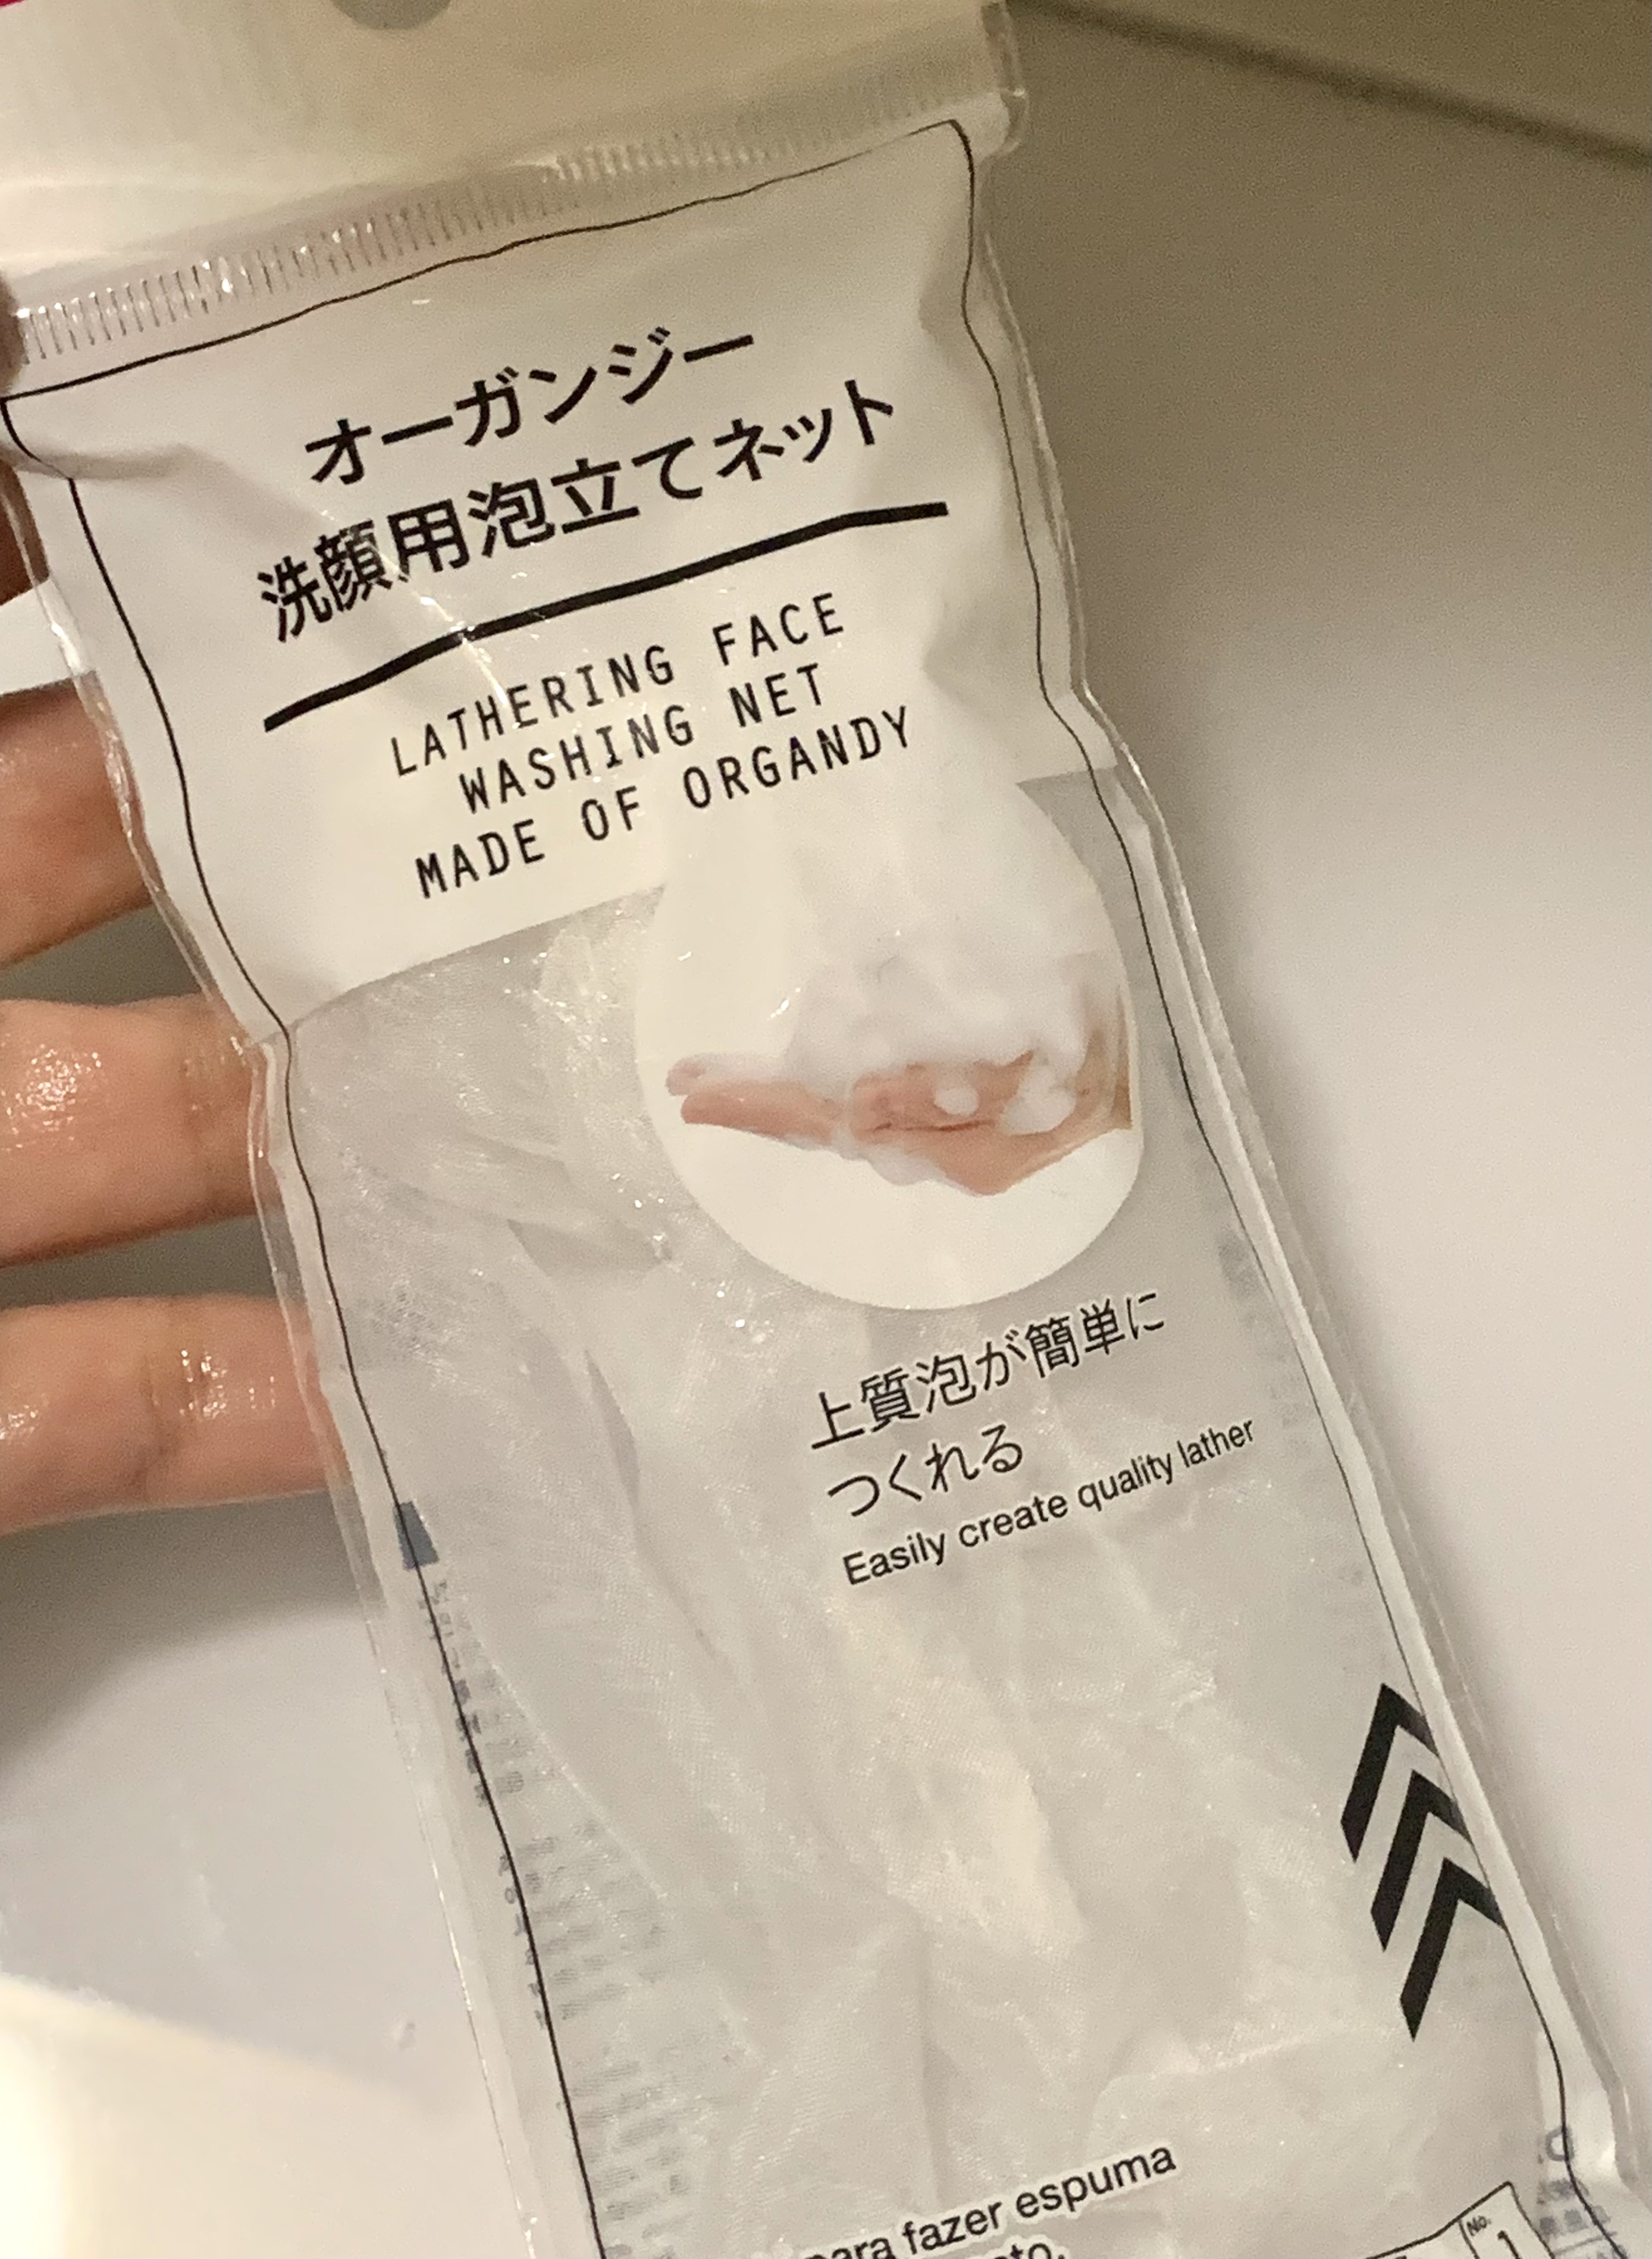 オーガンジー
洗顔用泡立てネット
LATHERING FACE
WASHING NET
MADE OF ORGANDY
上質泡が簡単に
つくれる
Easily create quality lather
fazer espuma
No.
1